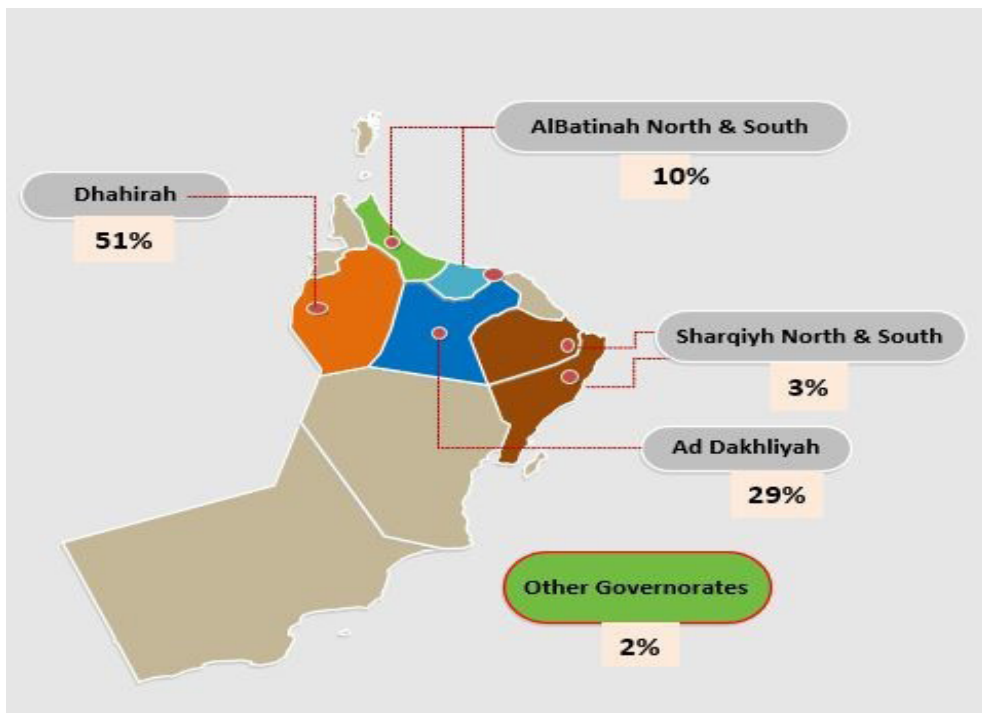 AlBatinah North & South
10%
Dhahirah
51%
Sharqiyh North & South
3%
Ad Dakhliyah
29%
Other Governorates
2%